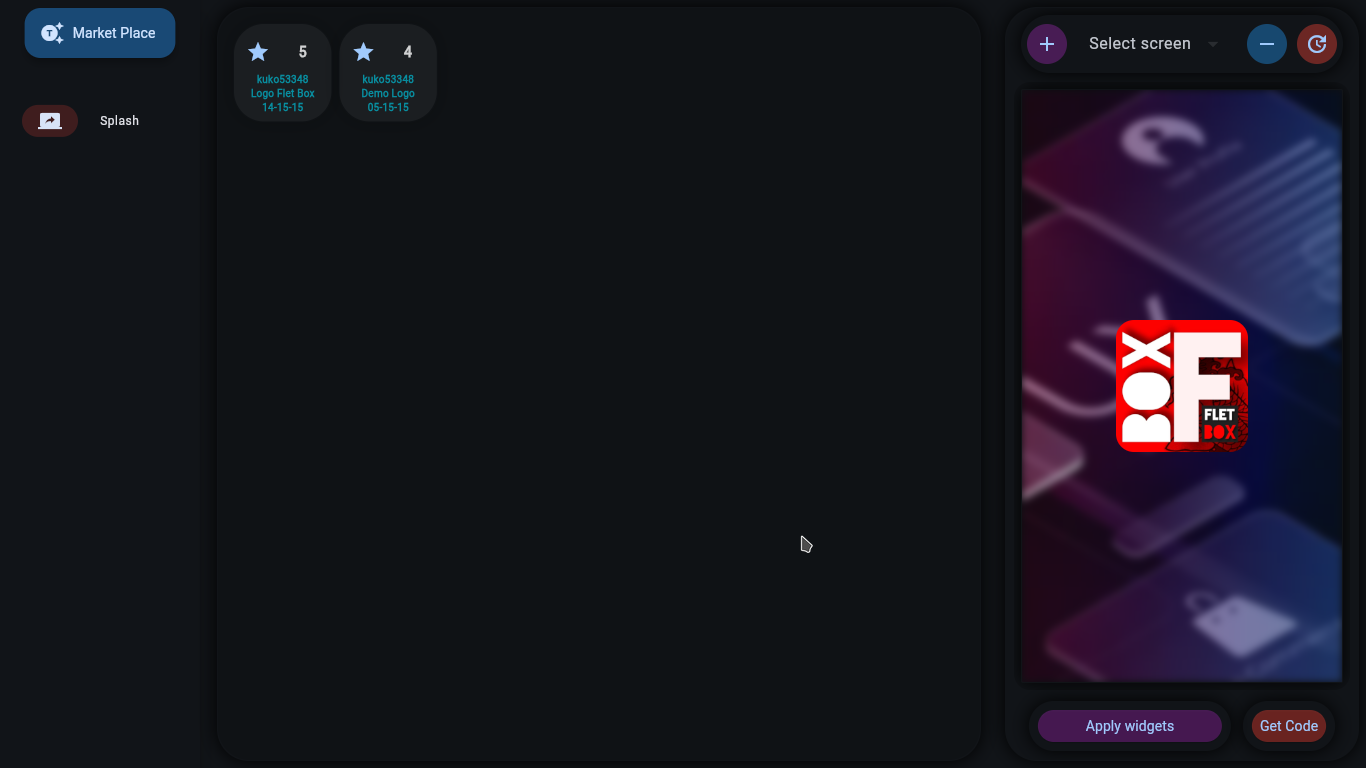 Market Place
Splash
5
kuko53348
Logo Flet Box
14-15-15
4
kuko53348
Demo Logo
05-15-15
Select screen
BOX
F
FLET
BOX
Apply widgets
Get Code